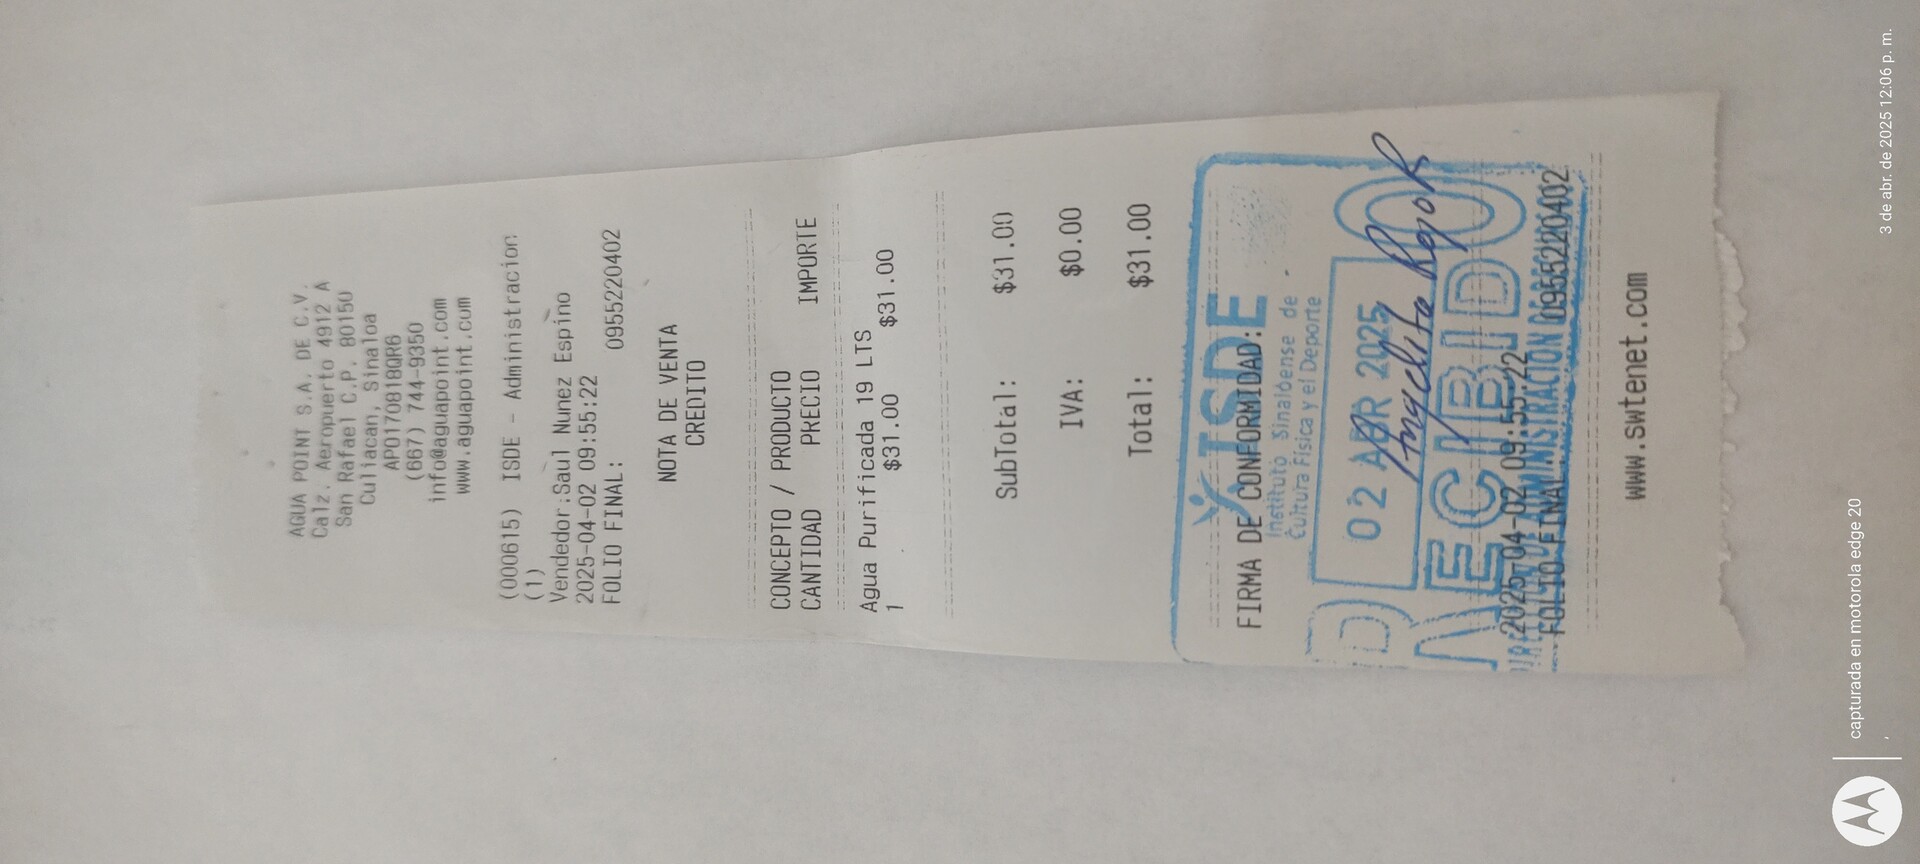 AGUA POINT S.A. DE C.V.
Calz. Aeropuerto 4912 A
San Rafael C.P. 80150
Culiacan, Sinaloa
APO170818QR6
(667) 744-9350
info@aguapoint.com
www.aguapoint.com
(000615) ISDE - Administracion
(1)
Vendedor:Saul Nunez Espino
2025-04-02 09:55:22
FOLIO FINAL: 0955220402
NOTA DE VENTA
CREDITO
CONCEPTO / PRODUCTO
CANTIDAD PRECIO IMPORTE
Agua Purificada 19 LTS
1 $31.00 $31.00
SubTotal: $31.00
IVA: $0.00
Total: $31.00
ISDE
FIRMA DE CONFORMIDAD:
Instituto Sinaloense de
Cultura Física y el Deporte
02 ABR 2025
Angelita
RECIBIDO
2025-04-02 09:55:22
ADMINISTRACION
FOLIO FINAL: 0955220402
www.swtenet.com
capturada en motorola edge 20
3 de abr. de 2025 12:06 p. m.